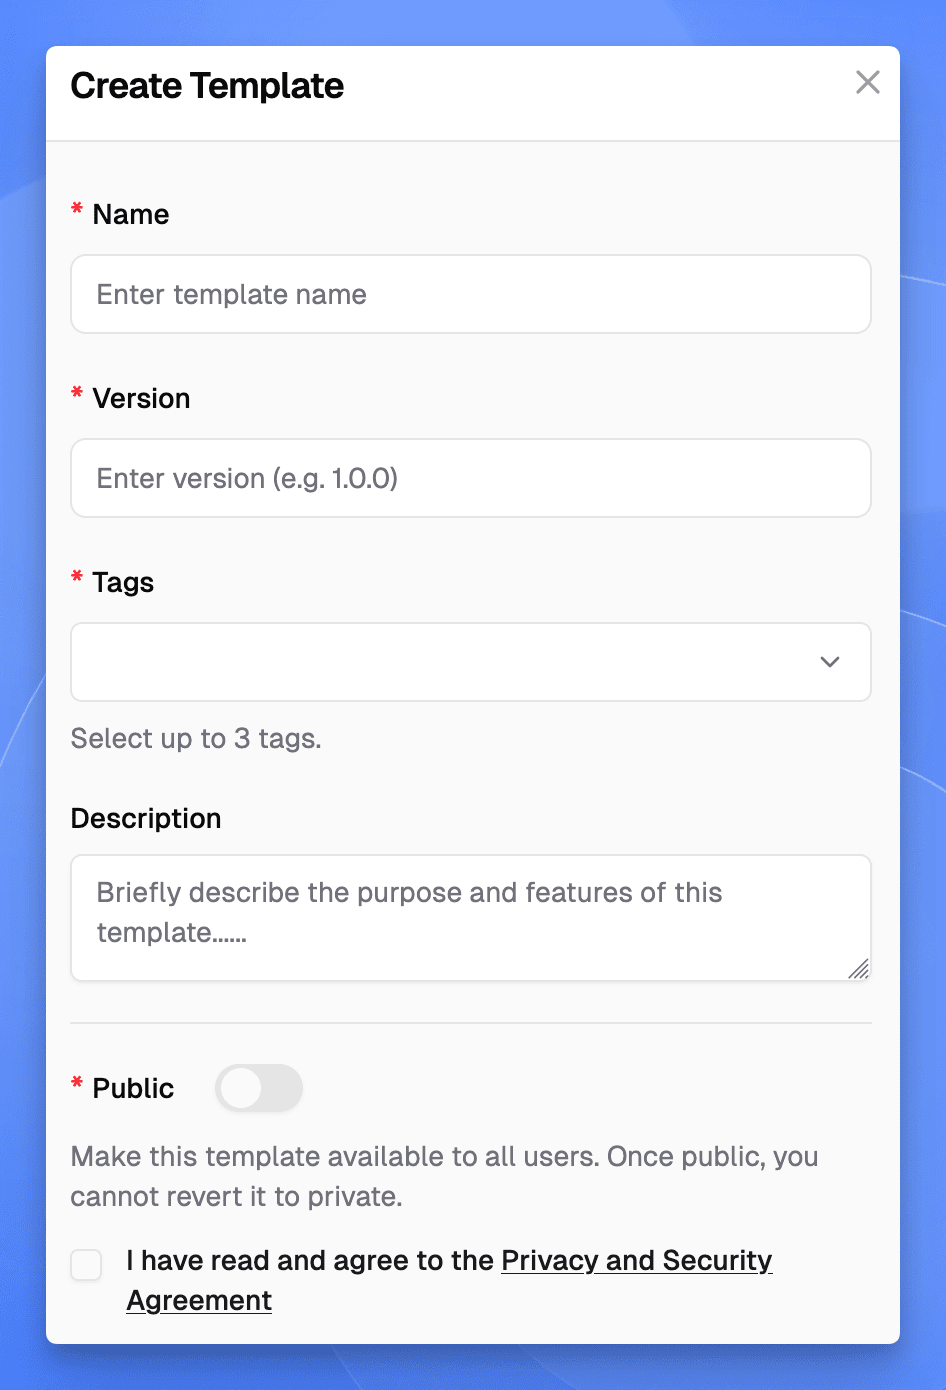 Create Template
* Name
Enter template name
* Version
Enter version (e.g. 1.0.0)
* Tags
Select up to 3 tags.
Description
Briefly describe the purpose and features of this
template......
* Public
Make this template available to all users. Once public, you
cannot revert it to private.
I have read and agree to the Privacy and Security
Agreement